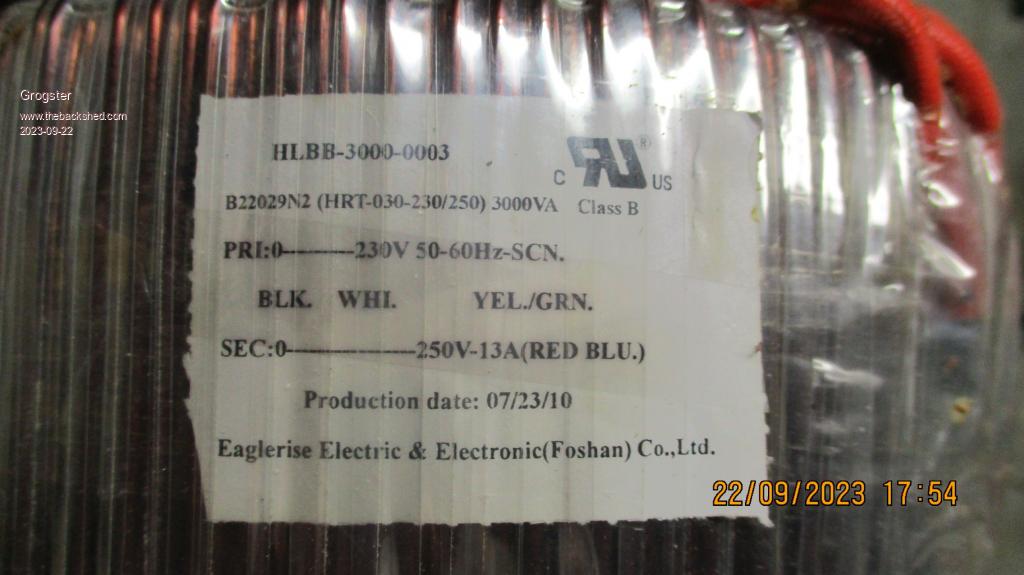 Grogster
www.thebackshed.com
2023-09-22
HLBB-3000-0003
C RU® US
B22029N2 (HRT-030-230/250) 3000VA Class B
PRI:0----------230V 50-60Hz-SCN.
BLK. WHI. YEL./GRN.
SEC:0------------------250V-13A(RED BLU.)
Production date: 07/23/10
Eaglerise Electric & Electronic(Foshan) Co.,Ltd.
22/09/2023 17:54